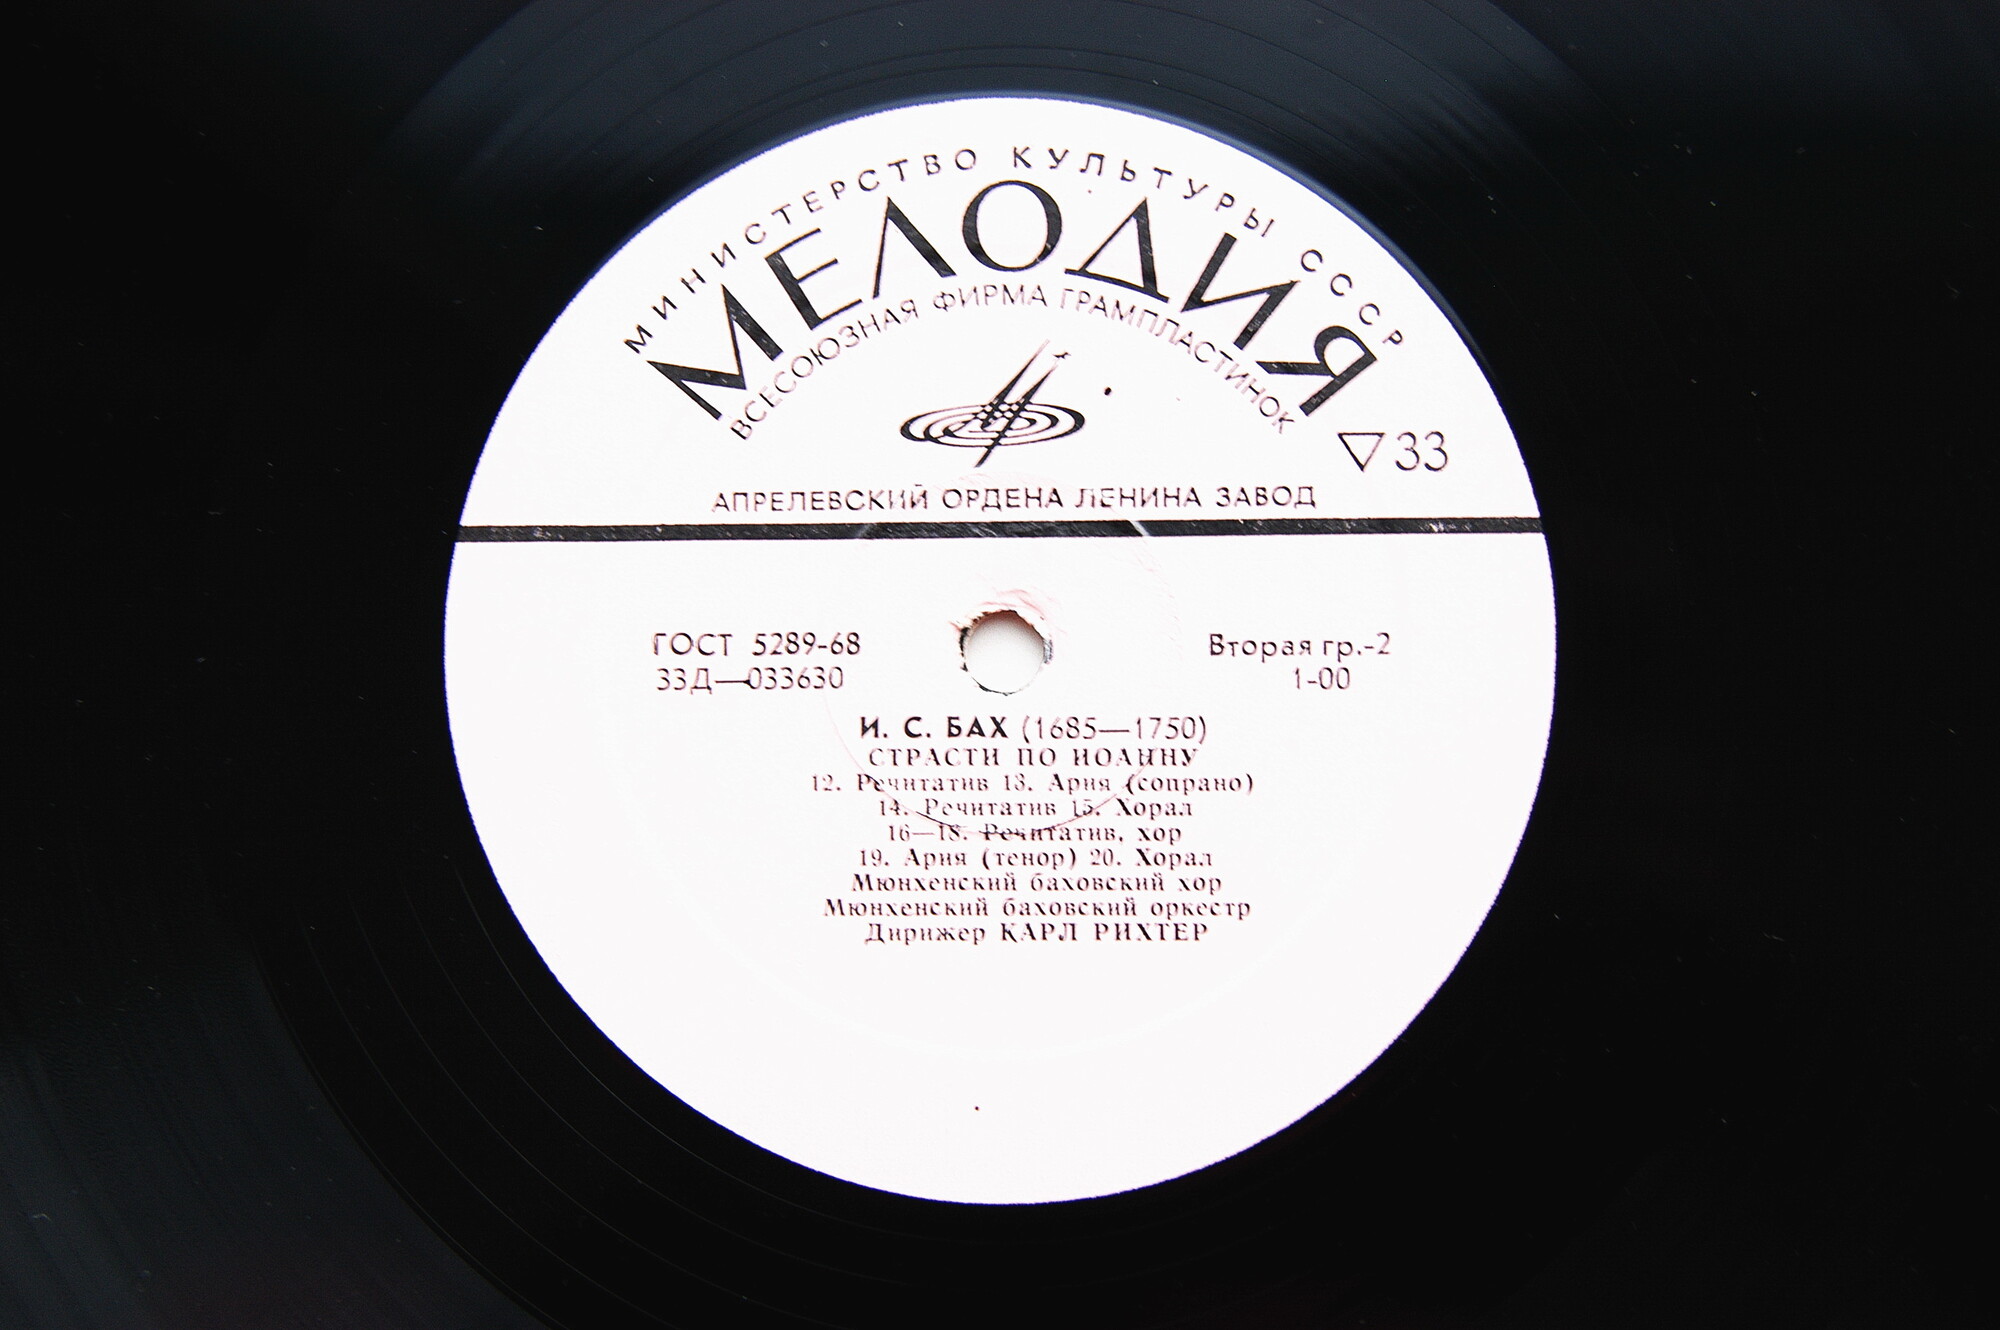 МИНИСТЕРСТВО КУЛЬТУРЫ СССР
МЕЛОДИЯ
ВСЕСОЮЗНАЯ ФИРМА ГРАМПЛАСТИНОК
▽33
АПРЕЛЕВСКИЙ ОРДЕНА ЛЕНИНА ЗАВОД
ГОСТ 5289-68
33Д—033630
Вторая гр.-2
1-00
И. С. БАХ (1685—1750)
СТРАСТИ ПО ИОАННУ
12. Речитатив 13. Ария (сопрано)
14. Речитатив 15. Хорал
16—18. Речитатив, хор
19. Ария (тенор) 20. Хорал
Мюнхенский баховский хор
Мюнхенский баховский оркестр
Дирижер КАРЛ РИХТЕР